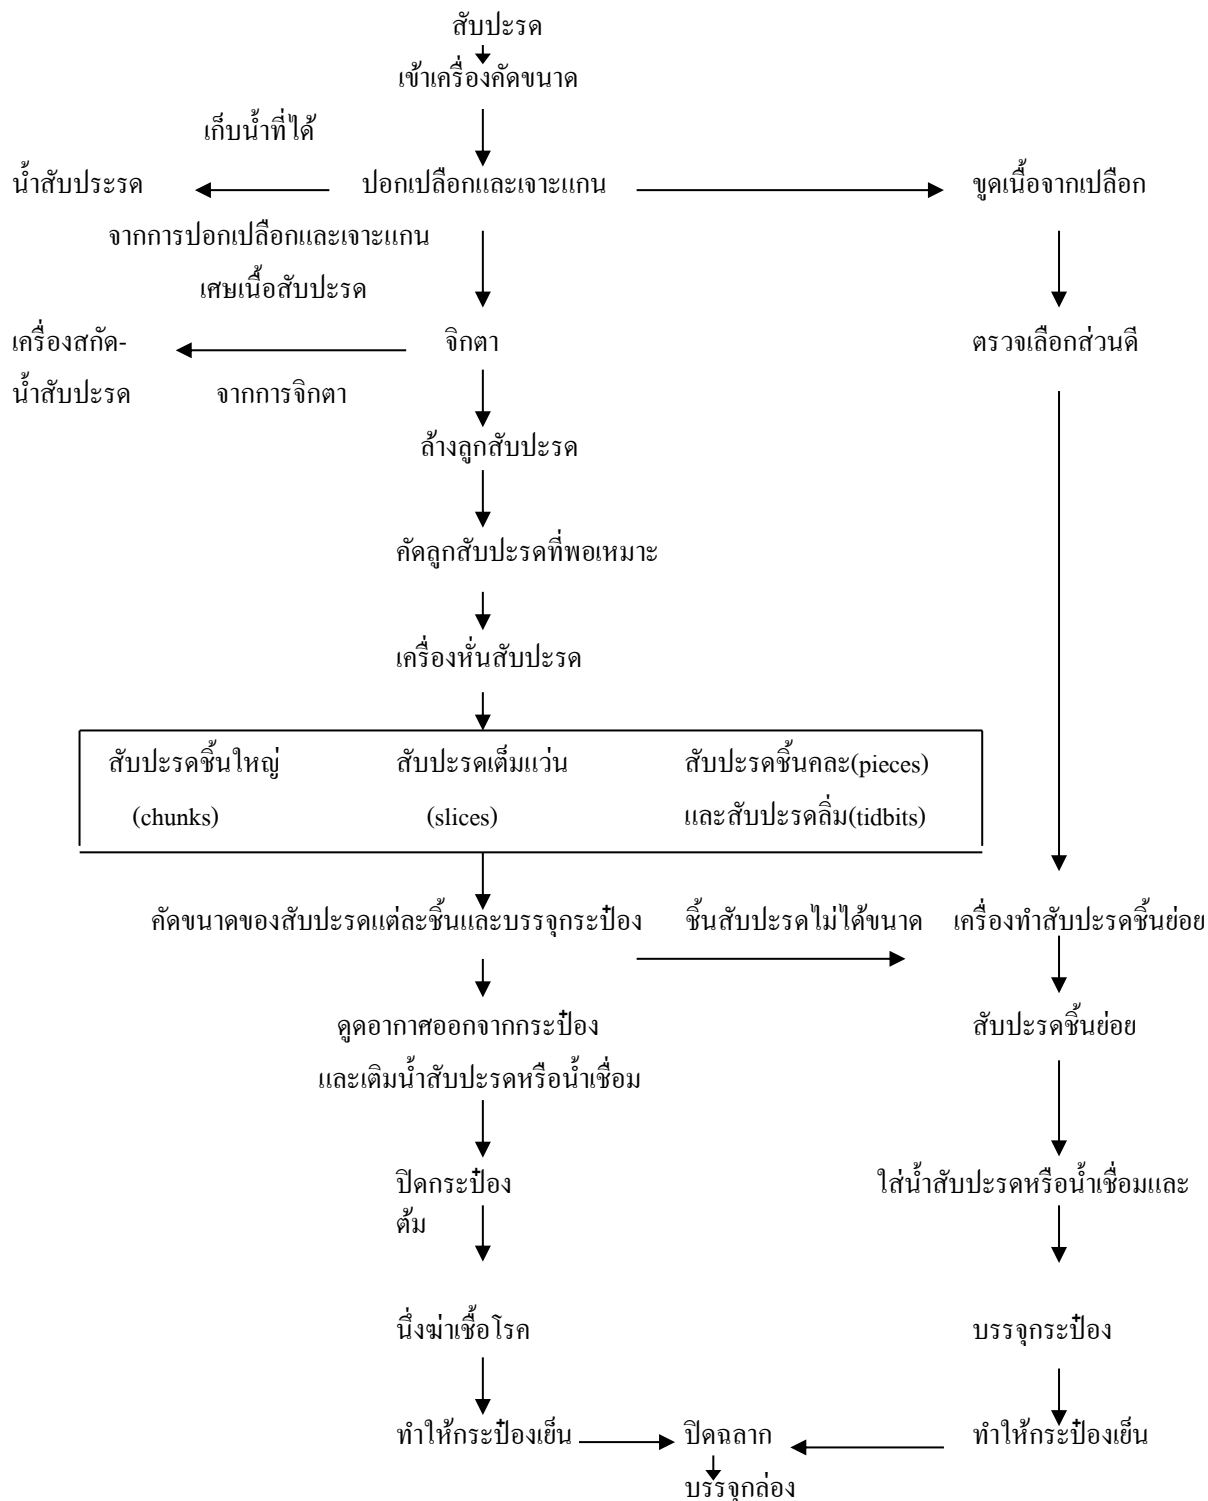 สับปะรด
เข้าเครื่องคัดขนาด
เก็บน้ำที่ได้
น้ำสับประรด ปอกเปลือกและเจาะแกน ขูดเนื้อจากเปลือก
จากการปอกเปลือกและเจาะแกน
เศษเนื้อสับปะรด
เครื่องสกัด- จิกตา ตรวจเลือกส่วนดี
น้ำสับปะรด จากการจิกตา
ล้างลูกสับปะรด
คัดลูกสับปะรดที่พอเหมาะ
เครื่องหั่นสับปะรด
สับปะรดชิ้นใหญ่ สับปะรดเต็มแว่น สับปะรดชิ้นคละ(pieces)
(chunks) (slices) และสับปะรดลิ่ม(tidbits)
คัดขนาดของสับปะรดแต่ละชิ้นและบรรจุกระป๋อง ชิ้นสับปะรดไม่ได้ขนาด เครื่องทำสับปะรดชิ้นย่อย
ดูดอากาศออกจากกระป๋อง สับปะรดชิ้นย่อย
และเติมน้ำสับปะรดหรือน้ำเชื่อม
ปิดกระป๋อง ใส่น้ำสับปะรดหรือน้ำเชื่อมและ
ต้ม
นึ่งฆ่าเชื้อโรค บรรจุกระป๋อง
ทำให้กระป๋องเย็น ปิดฉลาก ทำให้กระป๋องเย็น
บรรจุกล่อง